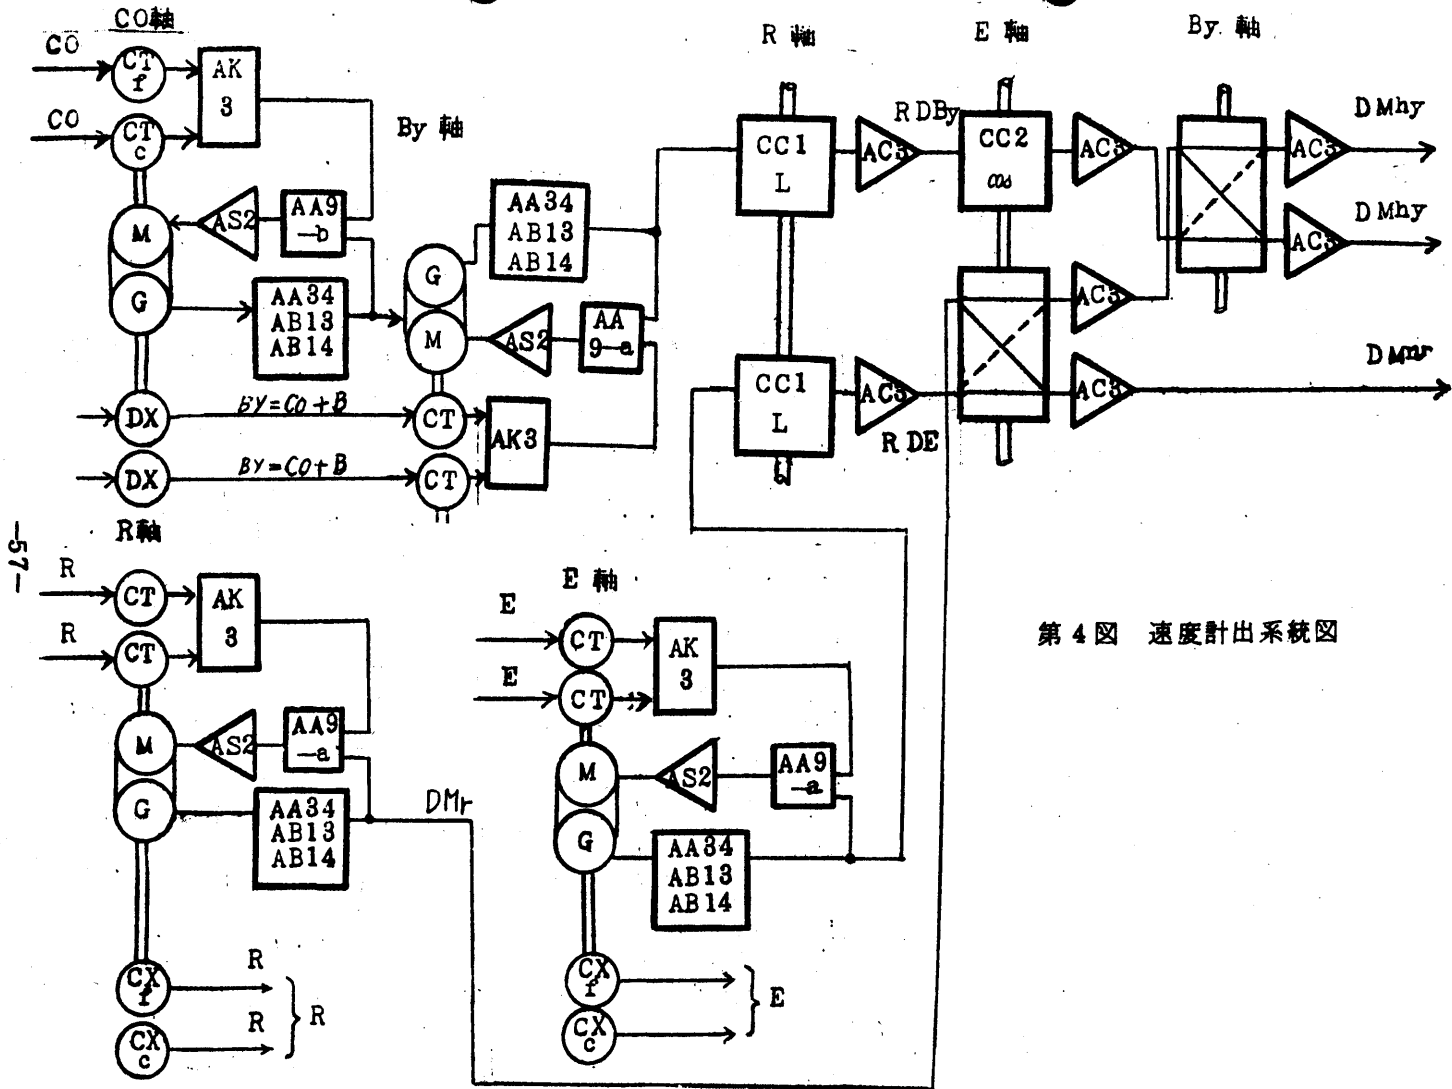 CO軸
CO
CT
f
AK
3
CO
CT
c
By 軸
M
AS2
AA9
-b
G
AA34
AB13
AB14
AA34
AB13
AB14
G
M
AS2
AA
9-a
DX
BY=CO+B
CT
AK3
DX
BY=CO+B
CT
R 軸
E 軸
By 軸
CC1
L
AC3
RDBy
CC2
cos
AC3
AC3
DMhy
AC3
DMhy
AC3
CC1
L
AC3
RDE
AC3
DMnr
-57-
R軸
R
CT
AK
3
R
CT
M
AS2
AA9
-a
G
AA34
AB13
AB14
DMr
CX
f
R
CX
c
R
R
E 軸
E
CT
AK
3
E
CT
M
AS2
AA9
-a
G
AA34
AB13
AB14
CX
f
CX
c
E
第4図 速度計出系統図